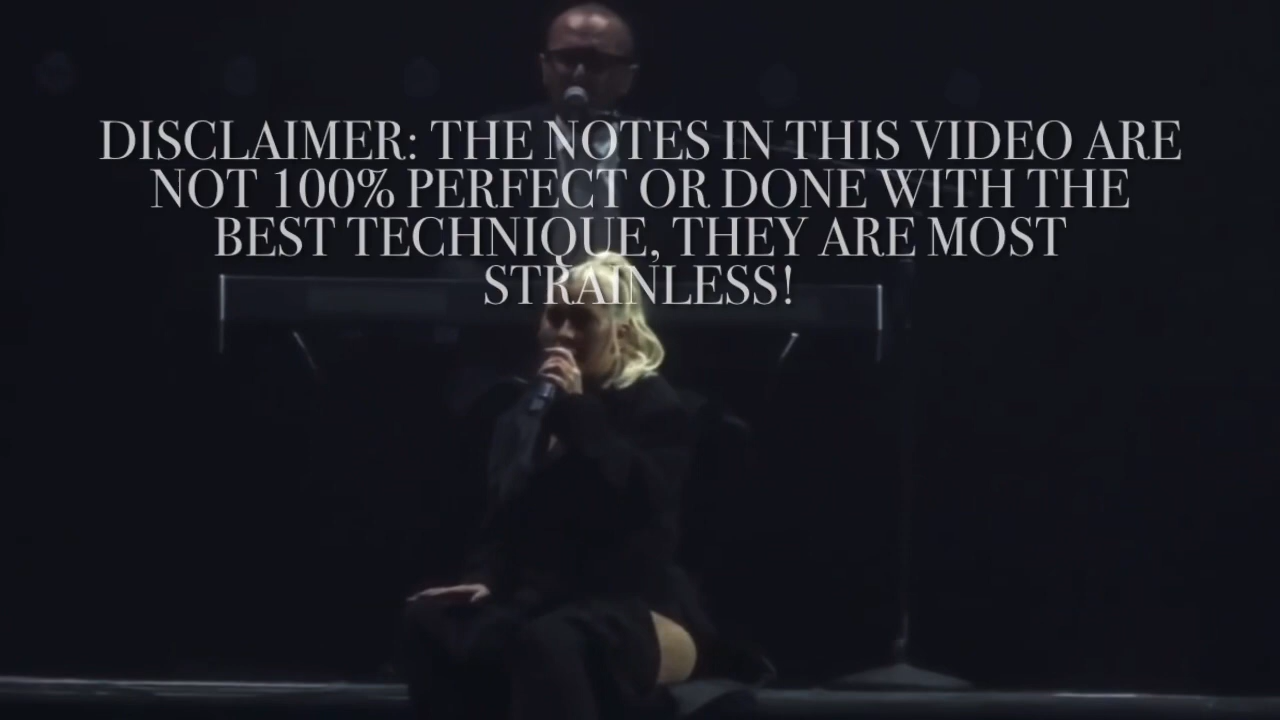 DISCLAIMER: THE NOTES IN THIS VIDEO ARE
NOT 100% PERFECT OR DONE WITH THE
BEST TECHNIQUE, THEY ARE MOST
STRAINLESS!